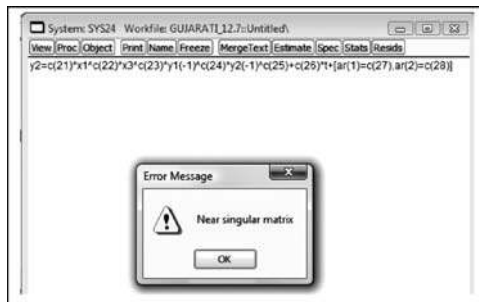 System: SYS24 Workfile: GUJARATI_12.7::Untitled\
View Proc Object Print Name Freeze MergeText Estimate Spec Stats Resids
y2=c(21)*x1^c(22)*x3^c(23)*y1(-1)^c(24)*y2(-1)^c(25)+c(26)*t+[ar(1)=c(27),ar(2)=c(28)]
Error Message
Near singular matrix
OK